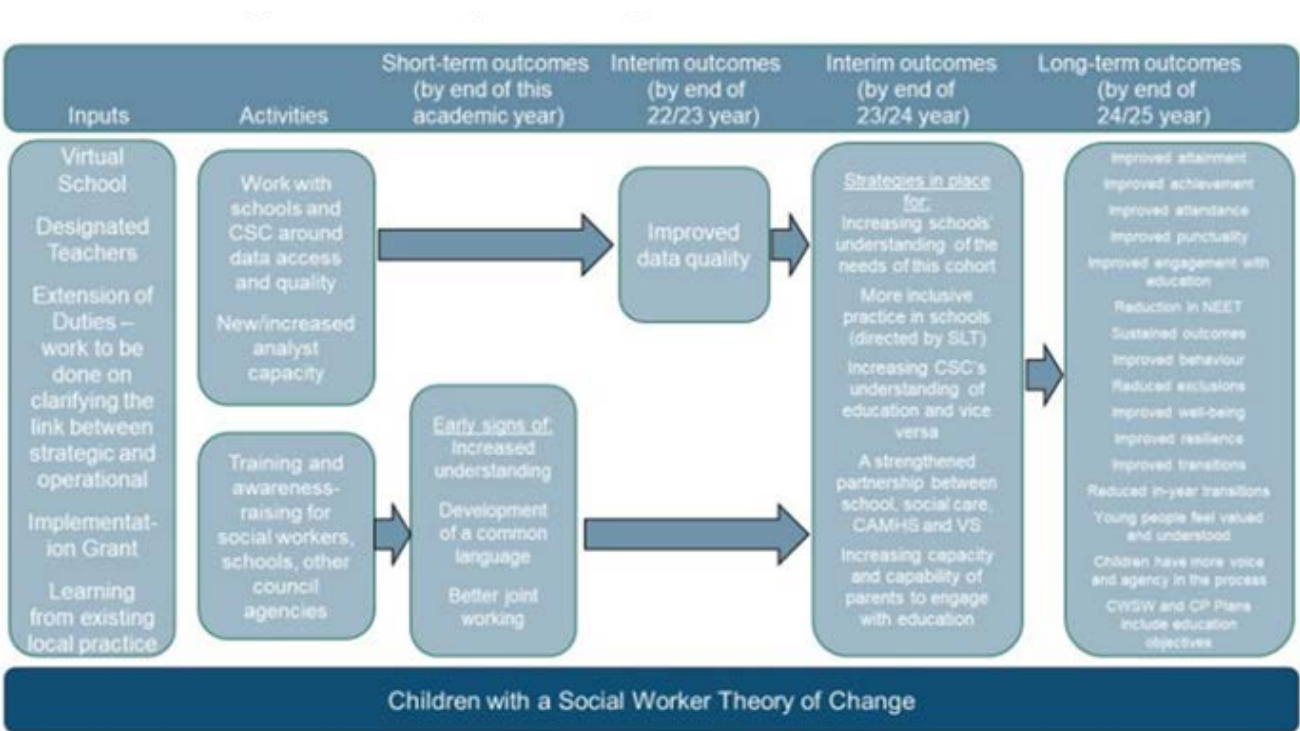 Inputs
Activities
Short-term outcomes
(by end of this
academic year)
Interim outcomes
(by end of
22/23 year)
Interim outcomes
(by end of
23/24 year)
Long-term outcomes
(by end of
24/25 year)
Virtual
School
Designated
Teachers
Extension of
Duties –
work to be
done on
clarifying the
link between
strategic and
operational
Implementat-
ion Grant
Learning
from existing
local practice
Work with
schools and
CSC around
data access
and quality
New/increased
analyst
capacity
Training and
awareness-
raising for
social workers,
schools, other
council
agencies
Early signs of:
Increased
understanding
Development
of a common
language
Better joint
working
Improved
data quality
Strategies in place
for:
Increasing schools'
understanding of the
needs of this cohort
More inclusive
practice in schools
(directed by SLT)
Increasing CSC's
understanding of
education and vice
versa
A strengthened
partnership between
school, social care,
CAMHS and VS
Increasing capacity
and capability of
parents to engage
with education
Improved attainment
Improved achievement
Improved attendance
Improved punctuality
Improved engagement with
education
Reduction in NEET
Sustained outcomes
Improved behaviour
Reduced exclusions
Improved well-being
Improved resilience
Improved transitions
Reduced in-year transitions
Young people feel valued
and understood
Children have more voice
and agency in the process
CWSW and CP Plans
include education
objectives
Children with a Social Worker Theory of Change